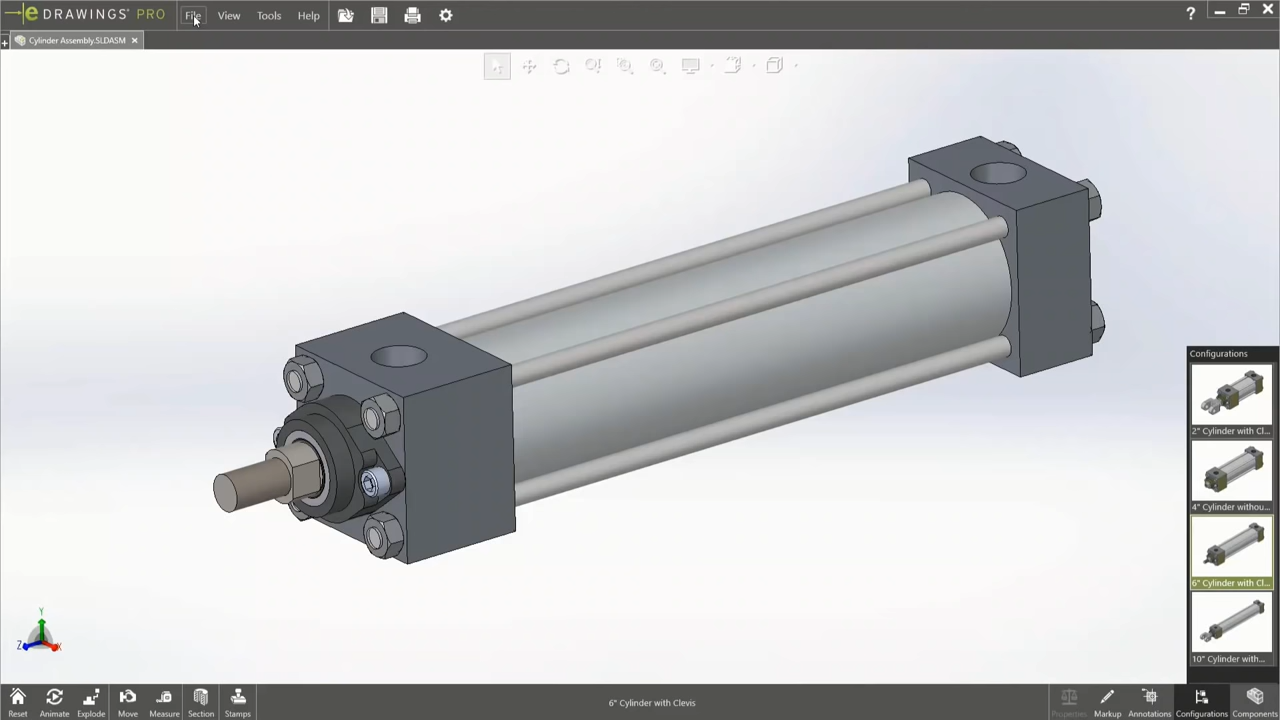 eDRAWINGS® PRO
File View Tools Help
?
Cylinder Assembly.SLDASM
Configurations
2" Cylinder with Cl...
4" Cylinder withou...
6" Cylinder with Cl...
10" Cylinder with...
Y
Z X
Reset Animate Explode Move Measure Section Stamps
6" Cylinder with Clevis
Properties Markup Annotations Configurations Components